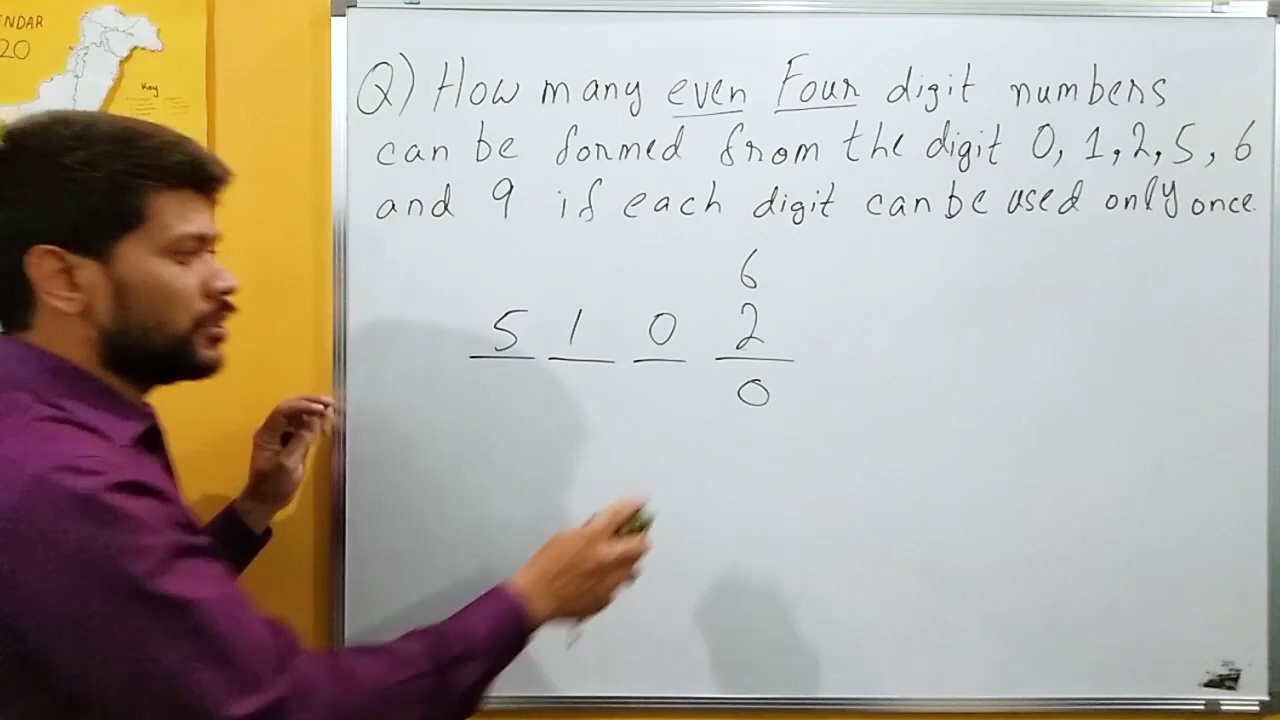 ENDAR
20
Key
Q) How many even Four digit numbers
can be formed from the digit 0, 1, 2, 5, 6
and 9 if each digit can be used only once.
6
5 1 0 2
0